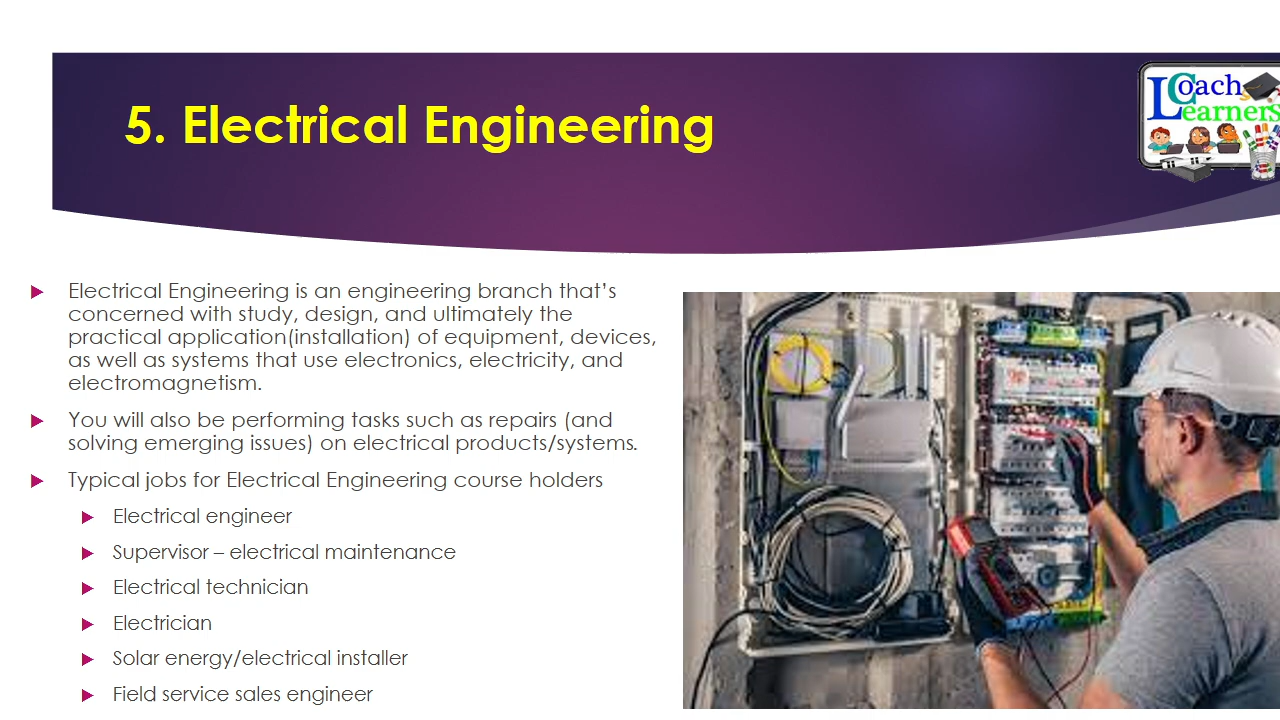 5. Electrical Engineering
Coach
Learners
Electrical Engineering is an engineering branch that's
concerned with study, design, and ultimately the
practical application(installation) of equipment, devices,
as well as systems that use electronics, electricity, and
electromagnetism.
You will also be performing tasks such as repairs (and
solving emerging issues) on electrical products/systems.
Typical jobs for Electrical Engineering course holders
Electrical engineer
Supervisor – electrical maintenance
Electrical technician
Electrician
Solar energy/electrical installer
Field service sales engineer